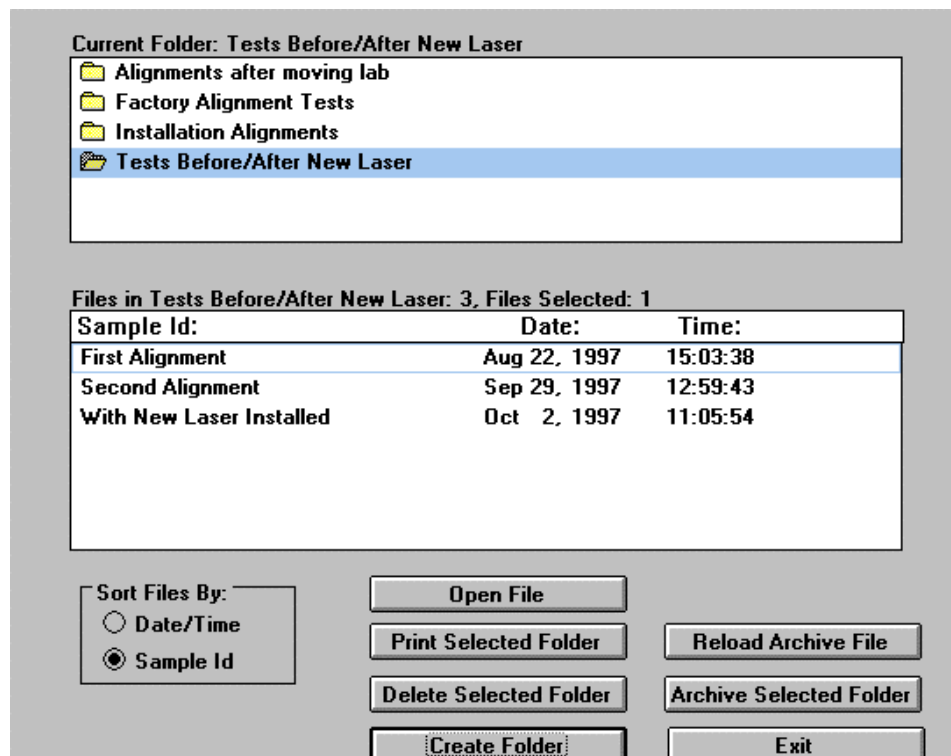 Current Folder: Tests Before/After New Laser
Alignments after moving lab
Factory Alignment Tests
Installation Alignments
Tests Before/After New Laser
Files in Tests Before/After New Laser: 3, Files Selected: 1
Sample Id: Date: Time:
First Alignment Aug 22, 1997 15:03:38
Second Alignment Sep 29, 1997 12:59:43
With New Laser Installed Oct 2, 1997 11:05:54
Sort Files By:
Date/Time
Sample Id
Open File
Print Selected Folder Reload Archive File
Delete Selected Folder Archive Selected Folder
Create Folder Exit